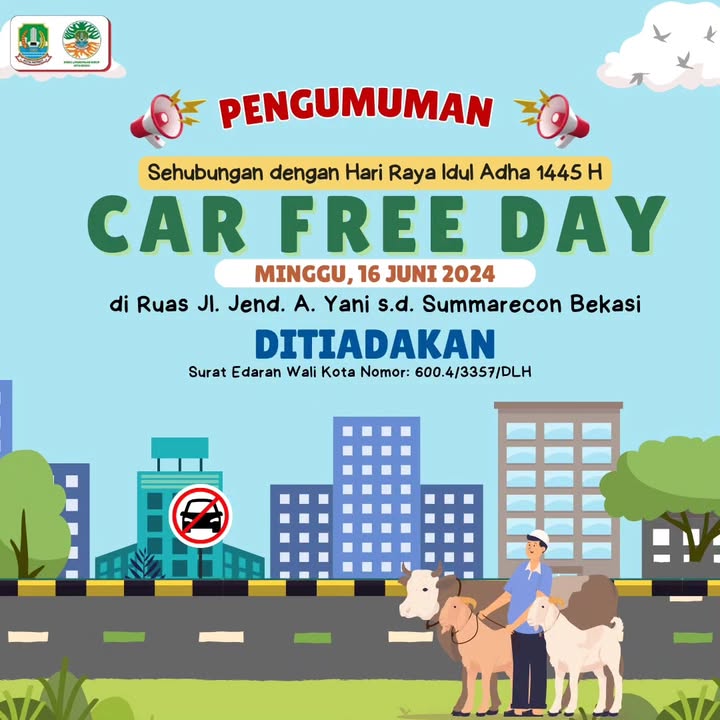 PENGUMUMAN
Sehubungan dengan Hari Raya Idul Adha 1445 H
CAR FREE DAY
MINGGU, 16 JUNI 2024
di Ruas Jl. Jend. A. Yani s.d. Summarecon Bekasi
DITIADAKAN
Surat Edaran Wali Kota Nomor: 600.4/3357/DLH